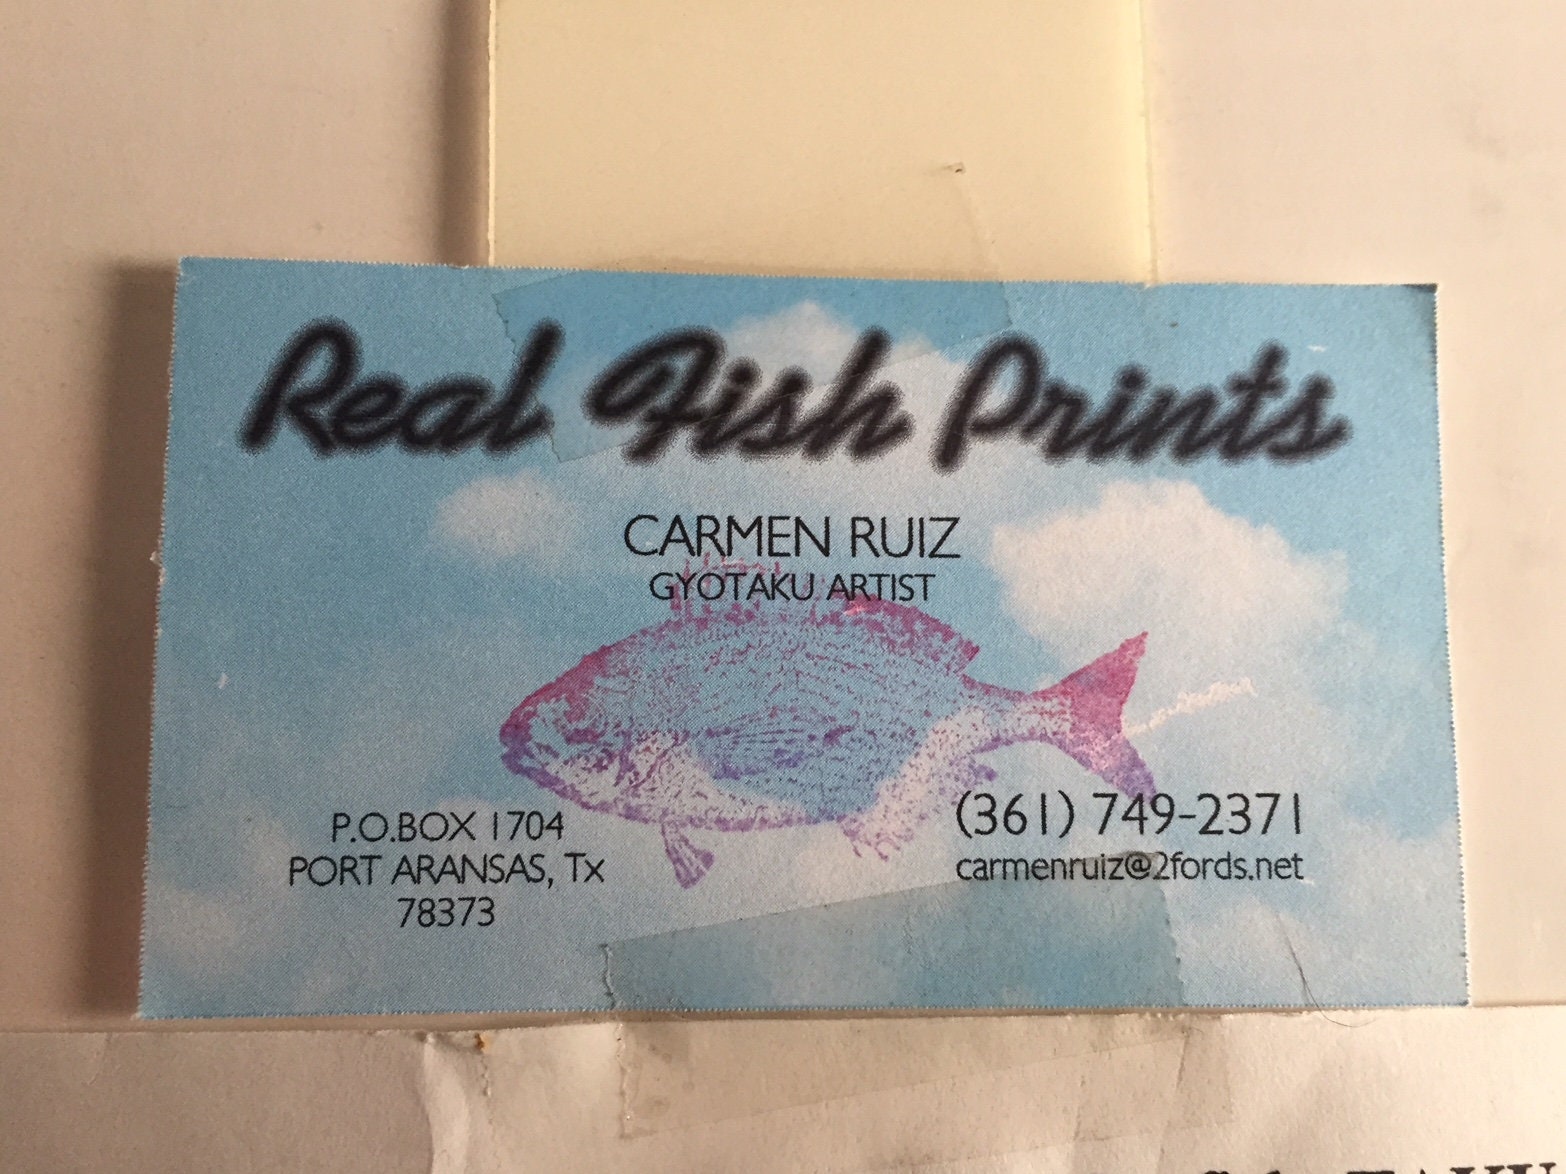 Real Fish Prints
CARMEN RUIZ
GYOTAKU ARTIST
P.O.BOX 1704
PORT ARANSAS, Tx
78373
(361) 749-2371
carmenruiz@2fords.net